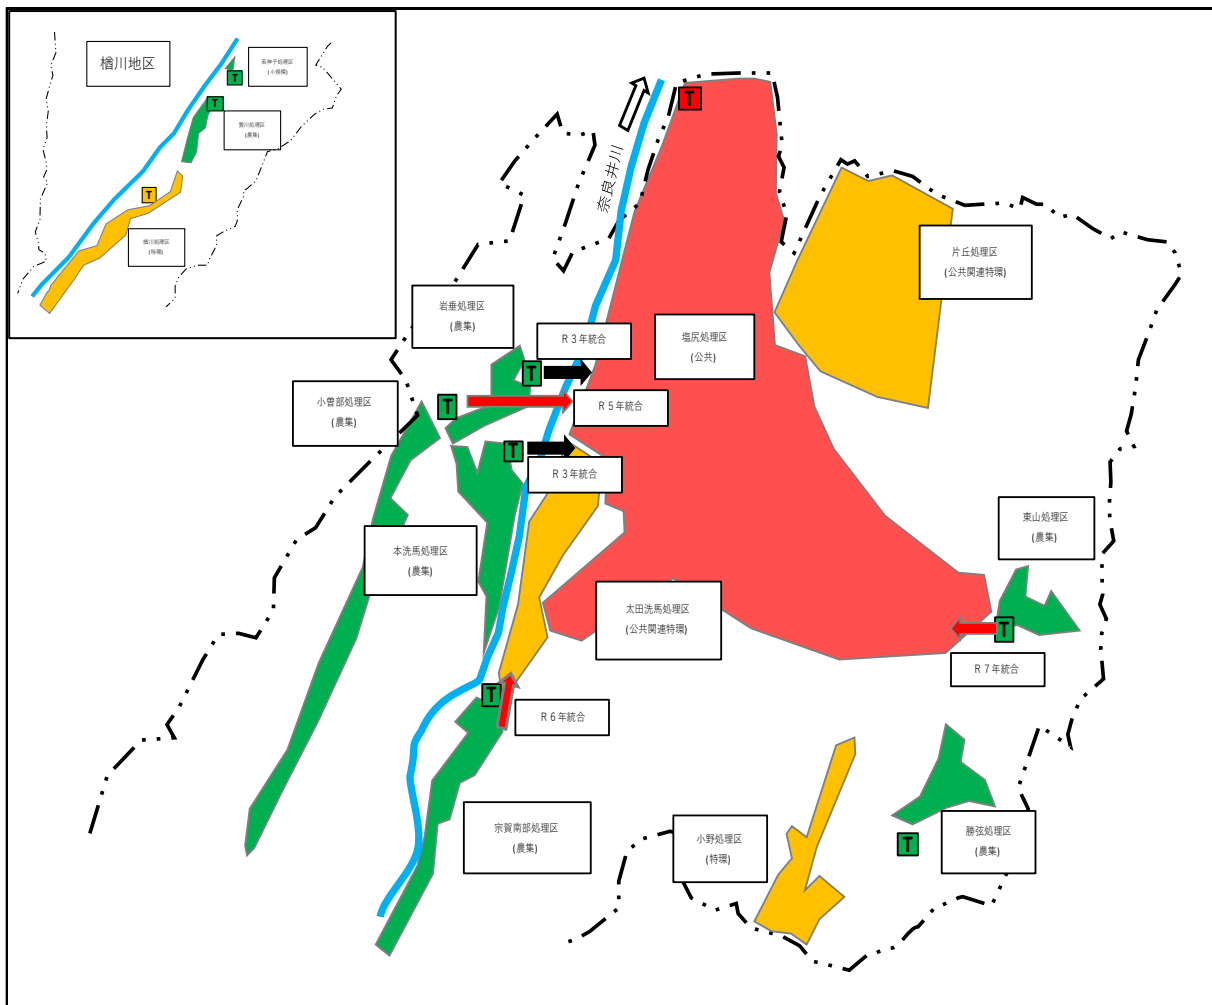 楢川地区
若神子処理区
(小規模)
T
T
贄川処理区
(農集)
T
楢川処理区
(特環)
T
奈良井川
片丘処理区
(公共関連特環)
岩垂処理区
(農集)
R３年統合
塩尻処理区
(公共)
T
小曽部処理区
(農集)
T
R５年統合
T
R３年統合
東山処理区
(農集)
本洗馬処理区
(農集)
太田洗馬処理区
(公共関連特環)
T
R７年統合
T
R６年統合
宗賀南部処理区
(農集)
小野処理区
(特環)
T
勝弦処理区
(農集)